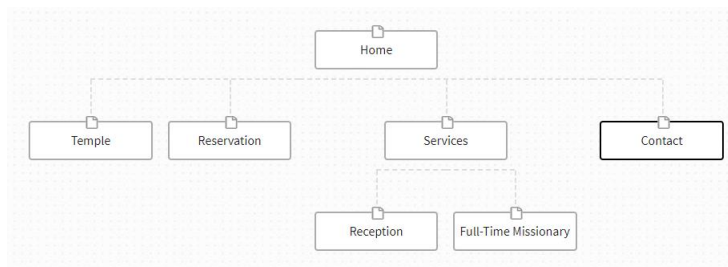 Home
Temple
Reservation
Services
Contact
Reception
Full-Time Missionary